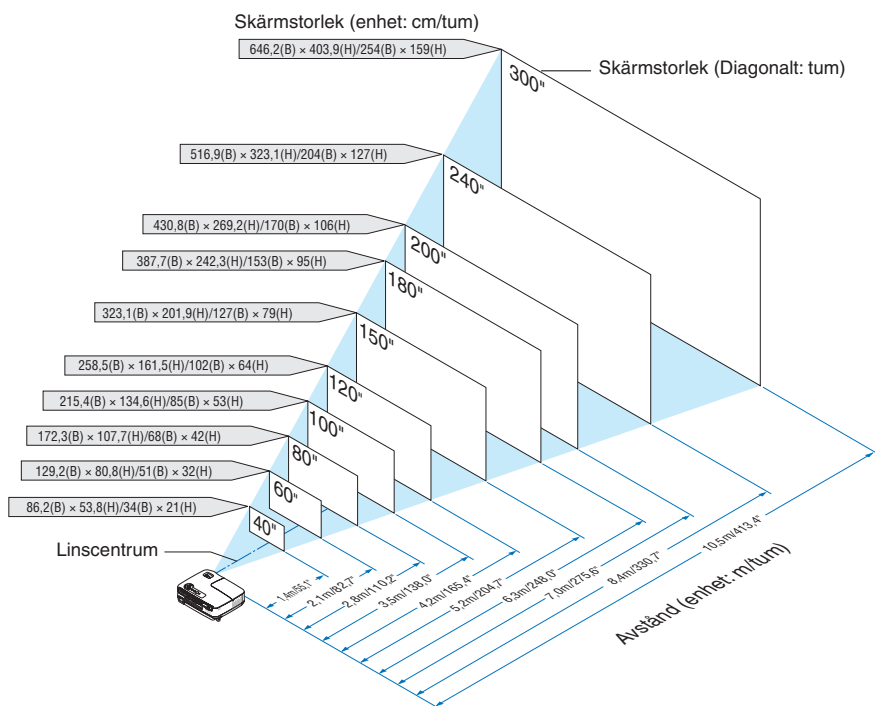 Skärmstorlek (enhet: cm/tum)
646,2(B) × 403,9(H)/254(B) × 159(H)
Skärmstorlek (Diagonalt: tum)
300"
516,9(B) × 323,1(H)/204(B) × 127(H)
240"
430,8(B) × 269,2(H)/170(B) × 106(H)
200"
387,7(B) × 242,3(H)/153(B) × 95(H)
180"
323,1(B) × 201,9(H)/127(B) × 79(H)
150"
258,5(B) × 161,5(H)/102(B) × 64(H)
120"
215,4(B) × 134,6(H)/85(B) × 53(H)
100"
172,3(B) × 107,7(H)/68(B) × 42(H)
80"
129,2(B) × 80,8(H)/51(B) × 32(H)
60"
86,2(B) × 53,8(H)/34(B) × 21(H)
40"
Linscentrum
1,4m/55,1"
2,1m/82,7"
2,8m/110,2"
3,5m/138,0"
4,2m/165,4"
5,2m/204,7"
6,3m/248,0"
7,0m/275,6"
8,4m/330,7"
10,5m/413,4"
Avstånd (enhet: m/tum)